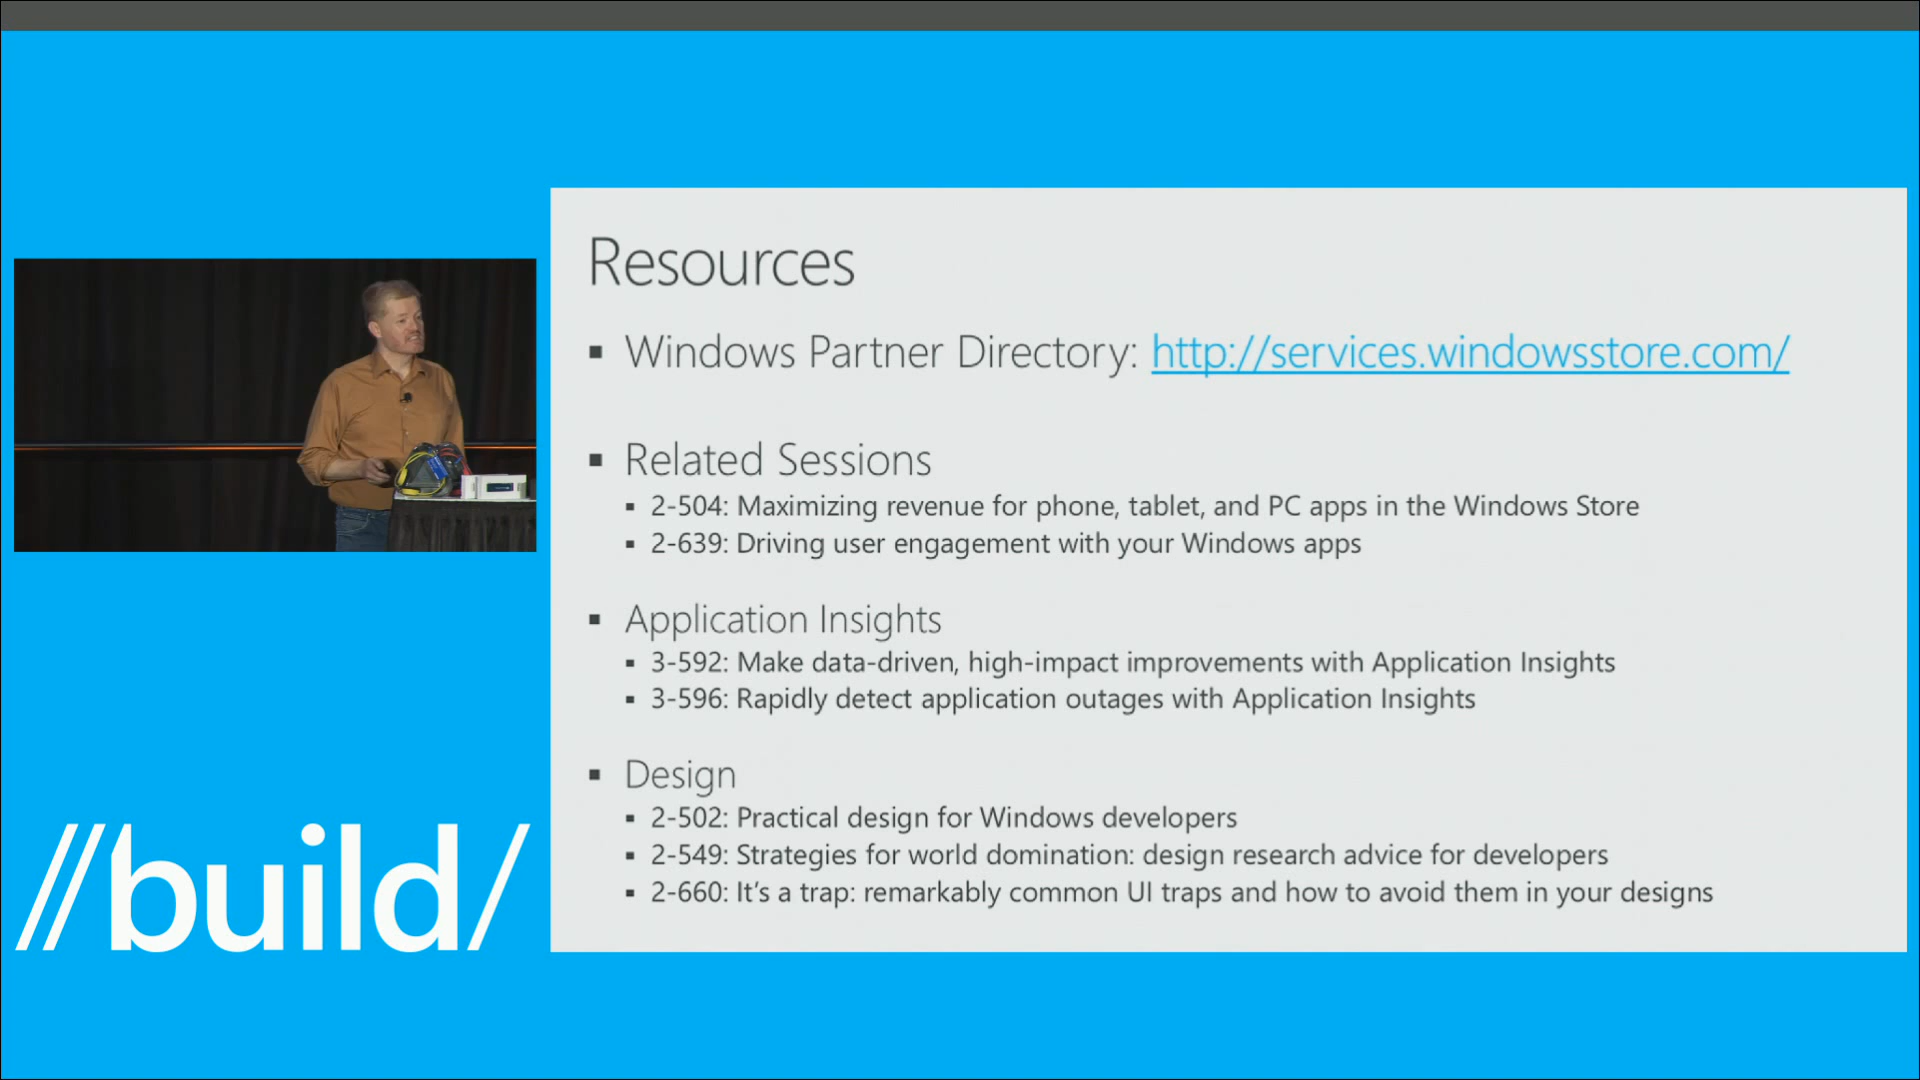 Resources
▪ Windows Partner Directory: http://services.windowsstore.com/
▪ Related Sessions
▪ 2-504: Maximizing revenue for phone, tablet, and PC apps in the Windows Store
▪ 2-639: Driving user engagement with your Windows apps
▪ Application Insights
▪ 3-592: Make data-driven, high-impact improvements with Application Insights
▪ 3-596: Rapidly detect application outages with Application Insights
▪ Design
▪ 2-502: Practical design for Windows developers
▪ 2-549: Strategies for world domination: design research advice for developers
▪ 2-660: It’s a trap: remarkably common UI traps and how to avoid them in your designs
//build/